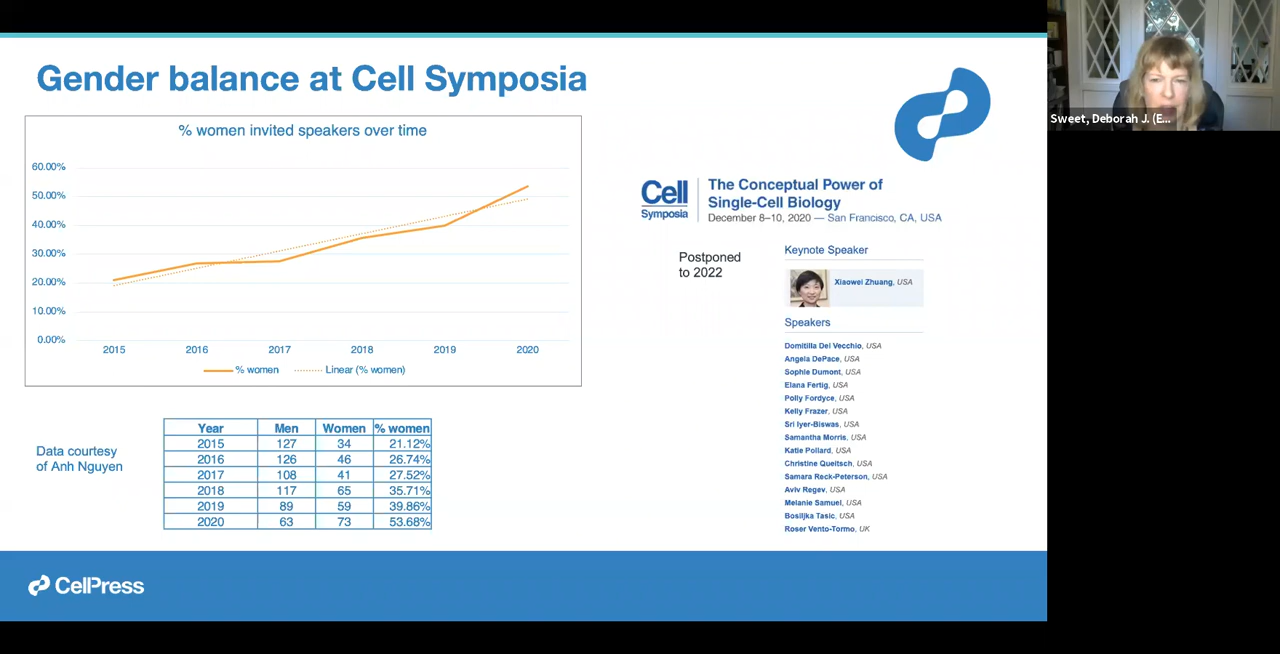 Gender balance at Cell Symposia
% women invited speakers over time
60.00%
50.00%
40.00%
30.00%
20.00%
10.00%
0.00%
2015 2016 2017 2018 2019 2020
% women Linear (% women)
Data courtesy
of Anh Nguyen
Year Men Women % women
2015 127 34 21.12%
2016 126 46 26.74%
2017 108 41 27.52%
2018 117 65 35.71%
2019 89 59 39.86%
2020 63 73 53.68%
Cell
Symposia
The Conceptual Power of
Single-Cell Biology
December 8–10, 2020 — San Francisco, CA, USA
Postponed
to 2022
Keynote Speaker
Xiaowei Zhuang, USA
Speakers
Domitilla Del Vecchio, USA
Angela DePace, USA
Sophie Dumont, USA
Elana Fertig, USA
Polly Fordyce, USA
Kelly Frazer, USA
Sri Iyer-Biswas, USA
Samantha Morris, USA
Katie Pollard, USA
Christine Queitsch, USA
Samara Reck-Peterson, USA
Aviv Regev, USA
Melanie Samuel, USA
Bosiljka Tasic, USA
Roser Vento-Tormo, UK
CellPress
Sweet, Deborah J. (E...